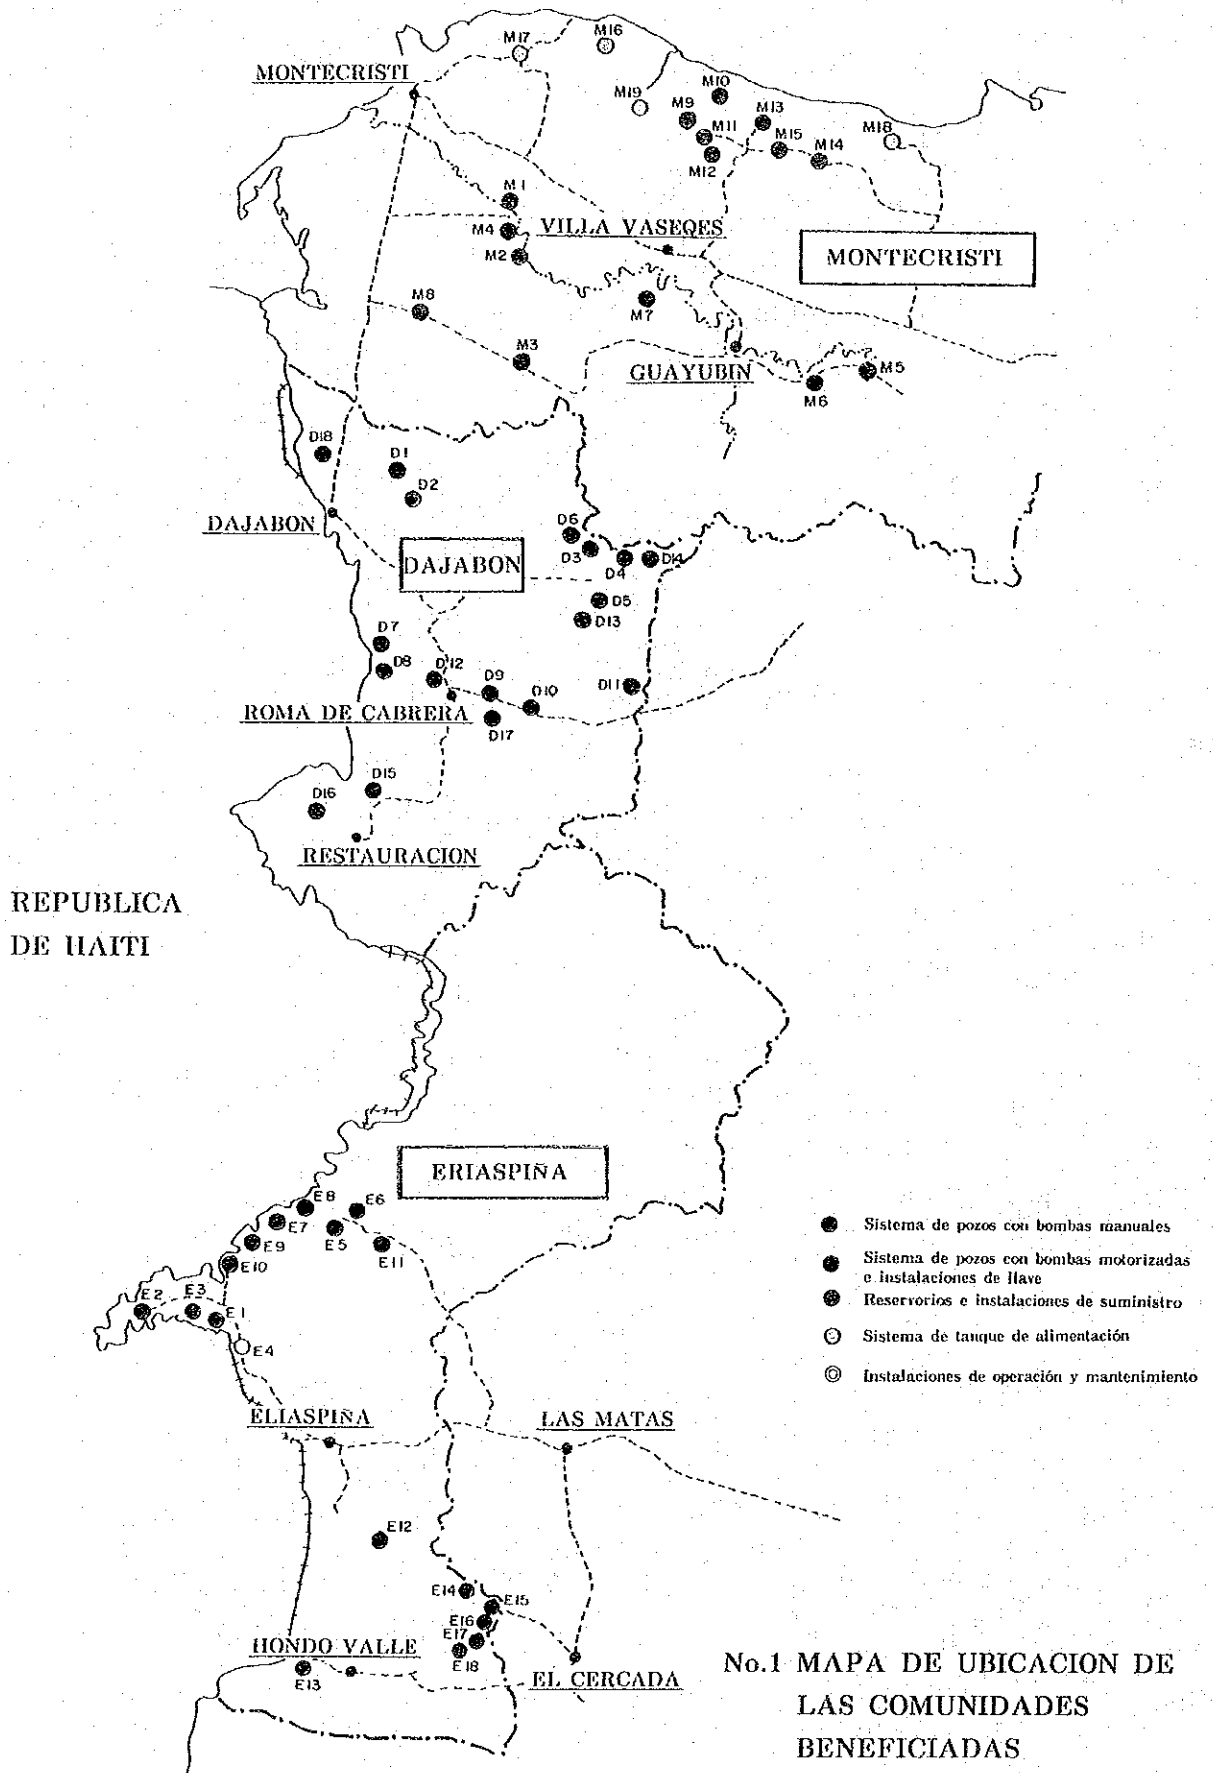 M17
M16
MONTECRISTI
M19
M10
M9
M13
M11
M18
M15
M14
M12
M1
M4
VILLA VASEQES
M2
MONTECRISTI
M8
M7
M3
GUAYUBIN
M5
M6
D18
D1
D2
DAJABON
D6
DAJABON
D3
D4
D14
D5
D13
D7
D8
D12
D9
D11
D10
ROMA DE CABRERA
D17
D15
D16
RESTAURACION
REPUBLICA
DE HAITI
ERIASPIÑA
E8
E6
E7
E5
E9
E11
E10
E2
E3
E1
E4
Sistema de pozos con bombas manuales
Sistema de pozos con bombas motorizadas
e instalaciones de llave
Reservorios e instalaciones de suministro
Sistema de tanque de alimentación
Instalaciones de operación y mantenimiento
ELIASPIÑA
LAS MATAS
E12
E14
E15
E16
E17
E18
HONDO VALLE
E13
EL CERCADA
No.1 MAPA DE UBICACION DE
LAS COMUNIDADES
BENEFICIADAS